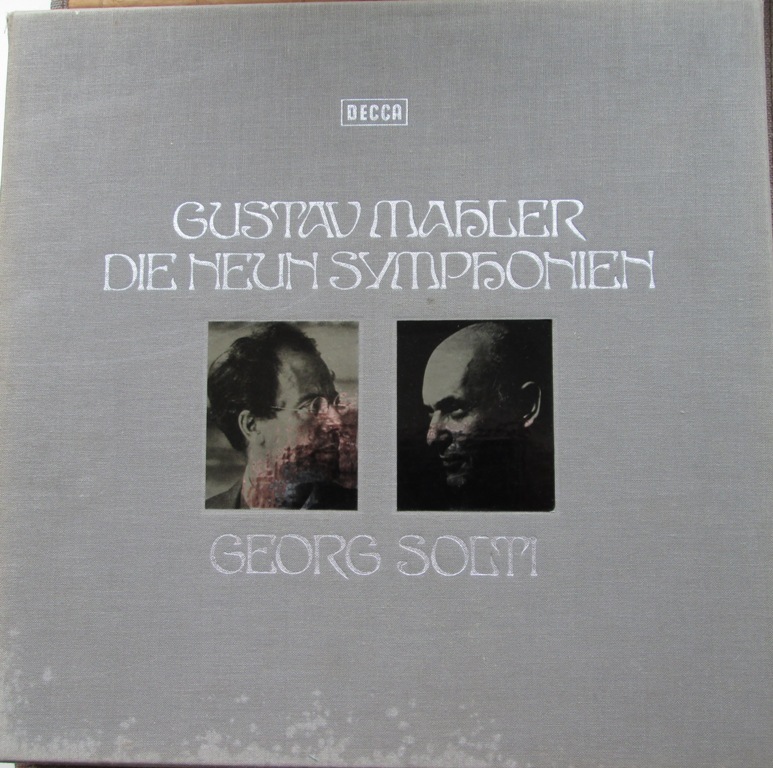 DECCA
GUSTAV MAHLER
DIE NEUN SYMPHONIEN
GEORG SOLTI